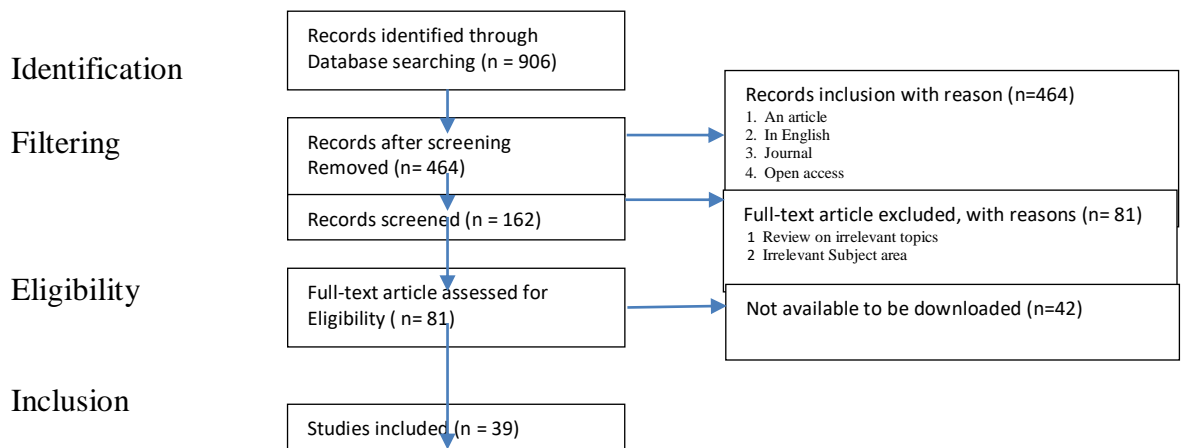 Identification
Records identified through
Database searching (n = 906)
Filtering
Records after screening
Removed (n= 464)
Records inclusion with reason (n=464)
1. An article
2. In English
3. Journal
4. Open access
Records screened (n = 162)
Full-text article excluded, with reasons (n= 81)
1 Review on irrelevant topics
2 Irrelevant Subject area
Eligibility
Full-text article assessed for
Eligibility ( n= 81)
Not available to be downloaded (n=42)
Inclusion
Studies included (n = 39)